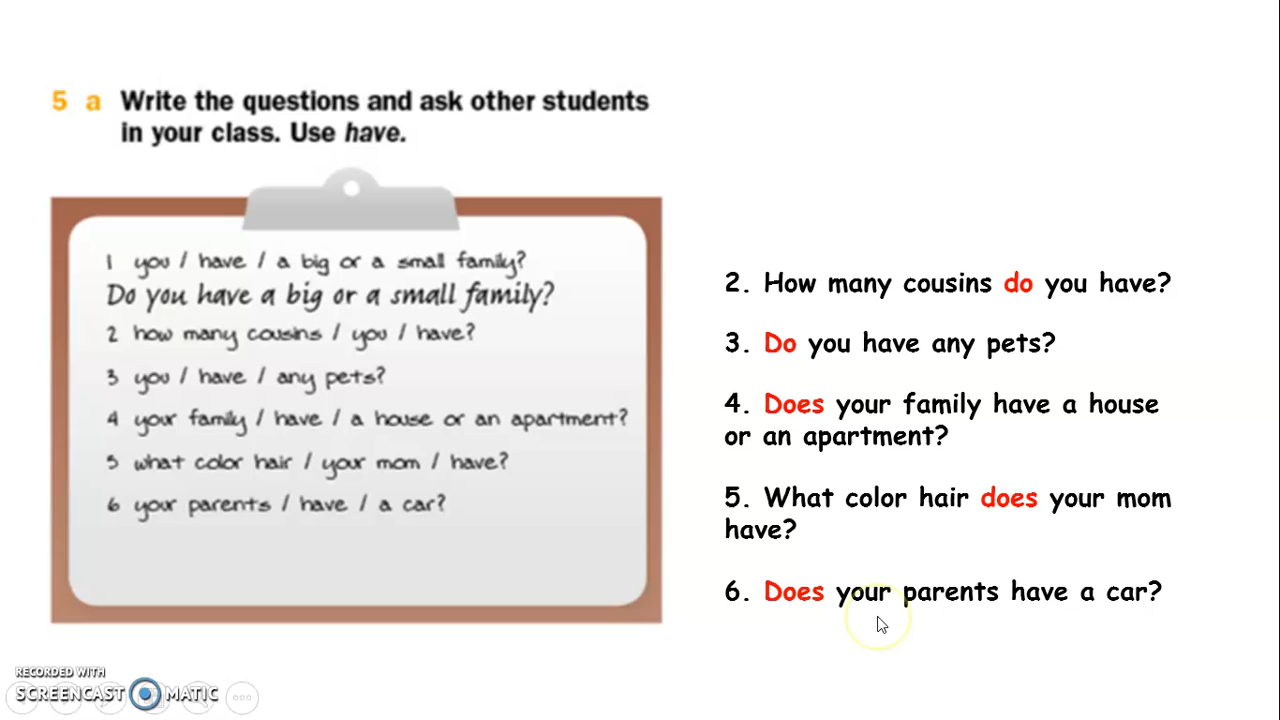 5 a Write the questions and ask other students
in your class. Use have.
1 you / have / a big or a small family?
Do you have a big or a small family?
2 how many cousins / you / have?
3 you / have / any pets?
4 your family / have / a house or an apartment?
5 what color hair / your mom / have?
6 your parents / have / a car?
2. How many cousins do you have?
3. Do you have any pets?
4. Does your family have a house
or an apartment?
5. What color hair does your mom
have?
6. Does your parents have a car?
RECORDED WITH
SCREENCAST MATIC